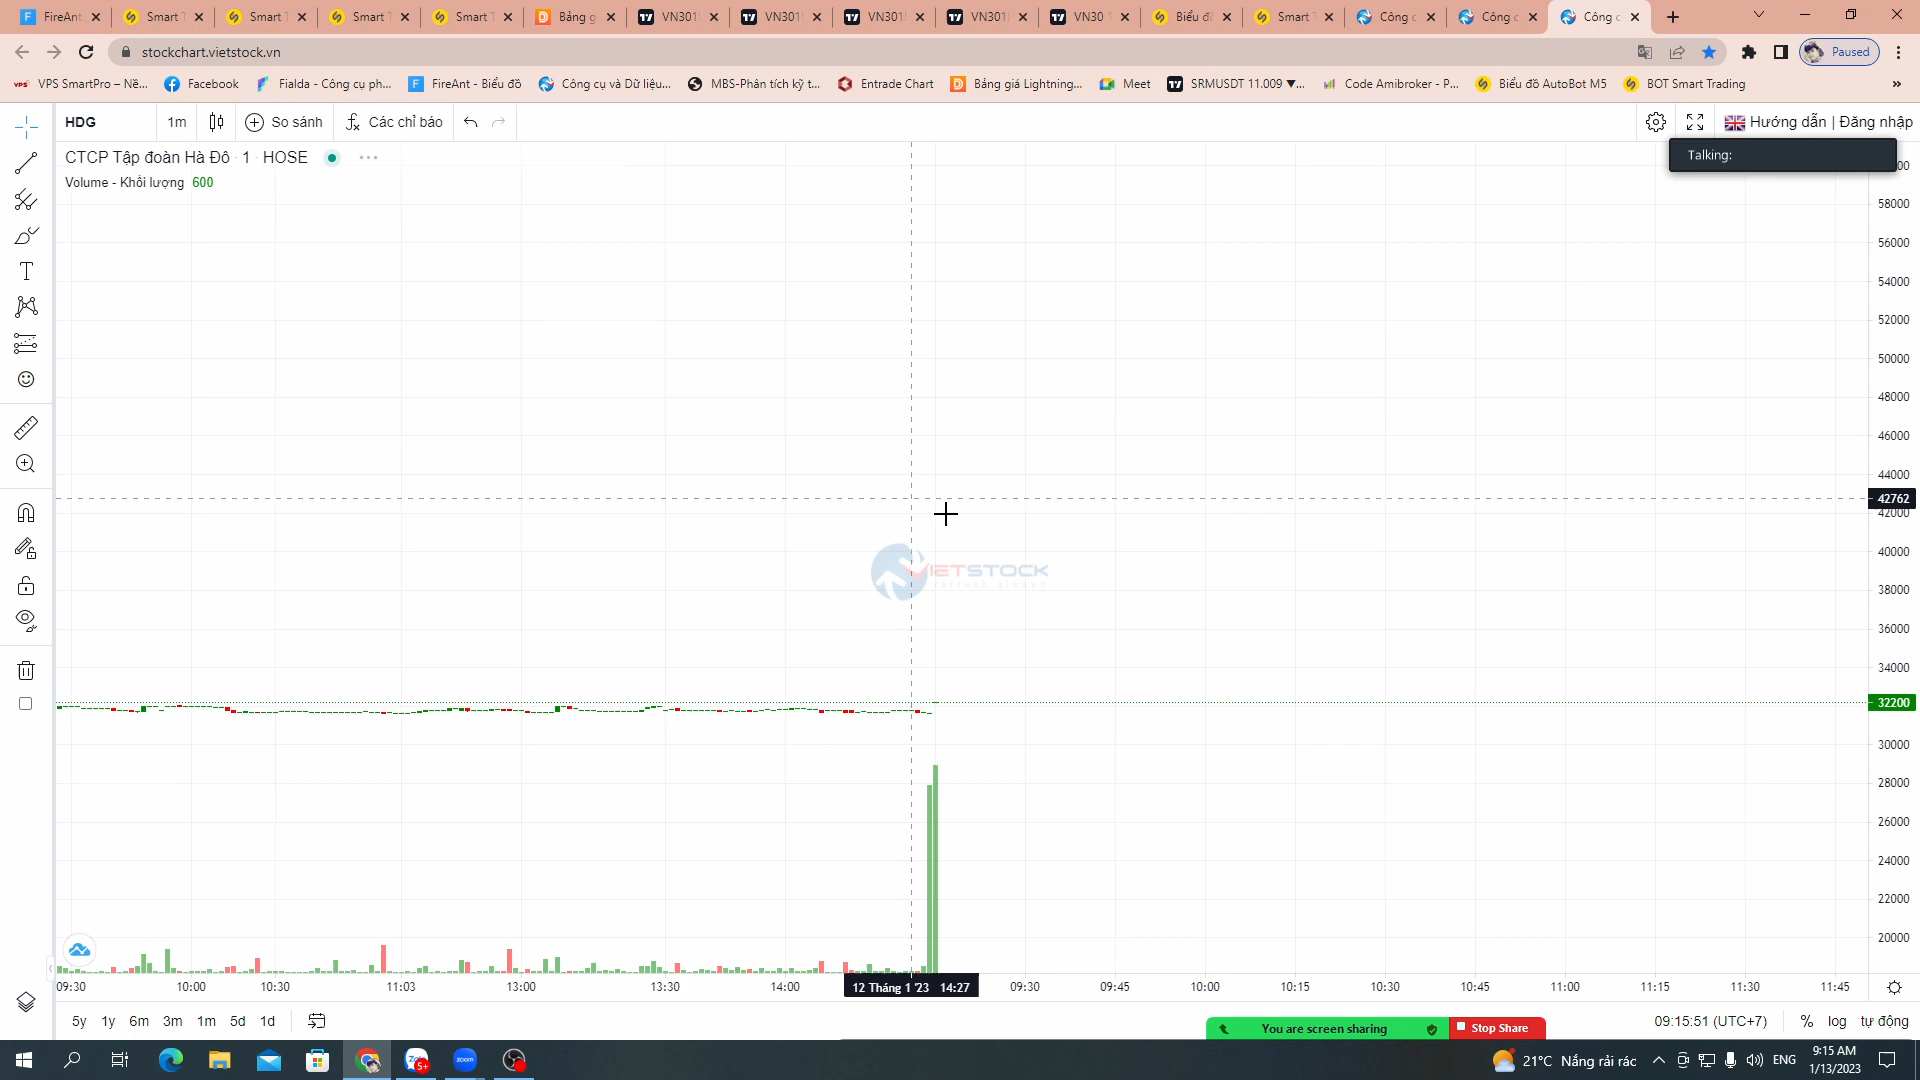 FireAnt
Smart T
Smart T
Smart T
Smart T
Bảng g
VN301
VN301
VN301
VN301
VN30 1
Biểu đồ
Smart T
Công c
Công c
Công c
stockchart.vietstock.vn
Paused
VPS SmartPro – Nề...
Facebook
Fialda - Công cụ ph...
FireAnt - Biểu đồ
Công cụ và Dữ liệu...
MBS-Phân tích kỹ t...
Entrade Chart
Bảng giá Lightning...
Meet
SRMUSDT 11.009 ▼...
Code Amibroker - P...
Biểu đồ AutoBot M5
BOT Smart Trading
»
HDG
1m
So sánh
Các chỉ báo
Hướng dẫn | Đăng nhập
CTCP Tập đoàn Hà Đô · 1 · HOSE
Talking:
Volume - Khối lượng 600
58000
56000
54000
52000
50000
48000
46000
44000
42762
42000
40000
VIETSTOCK
38000
36000
34000
32200
30000
28000
26000
24000
22000
20000
09:30
10:00
10:30
11:03
13:00
13:30
14:00
12 Tháng 1 '23 14:27
09:30
09:45
10:00
10:15
10:30
10:45
11:00
11:15
11:30
11:45
5y
1y
6m
3m
1m
5d
1d
You are screen sharing
Stop Share
09:15:51 (UTC+7)
%
log
tự động
zoom
5+
21°C Nắng rải rác
ENG
9:15 AM
1/13/2023